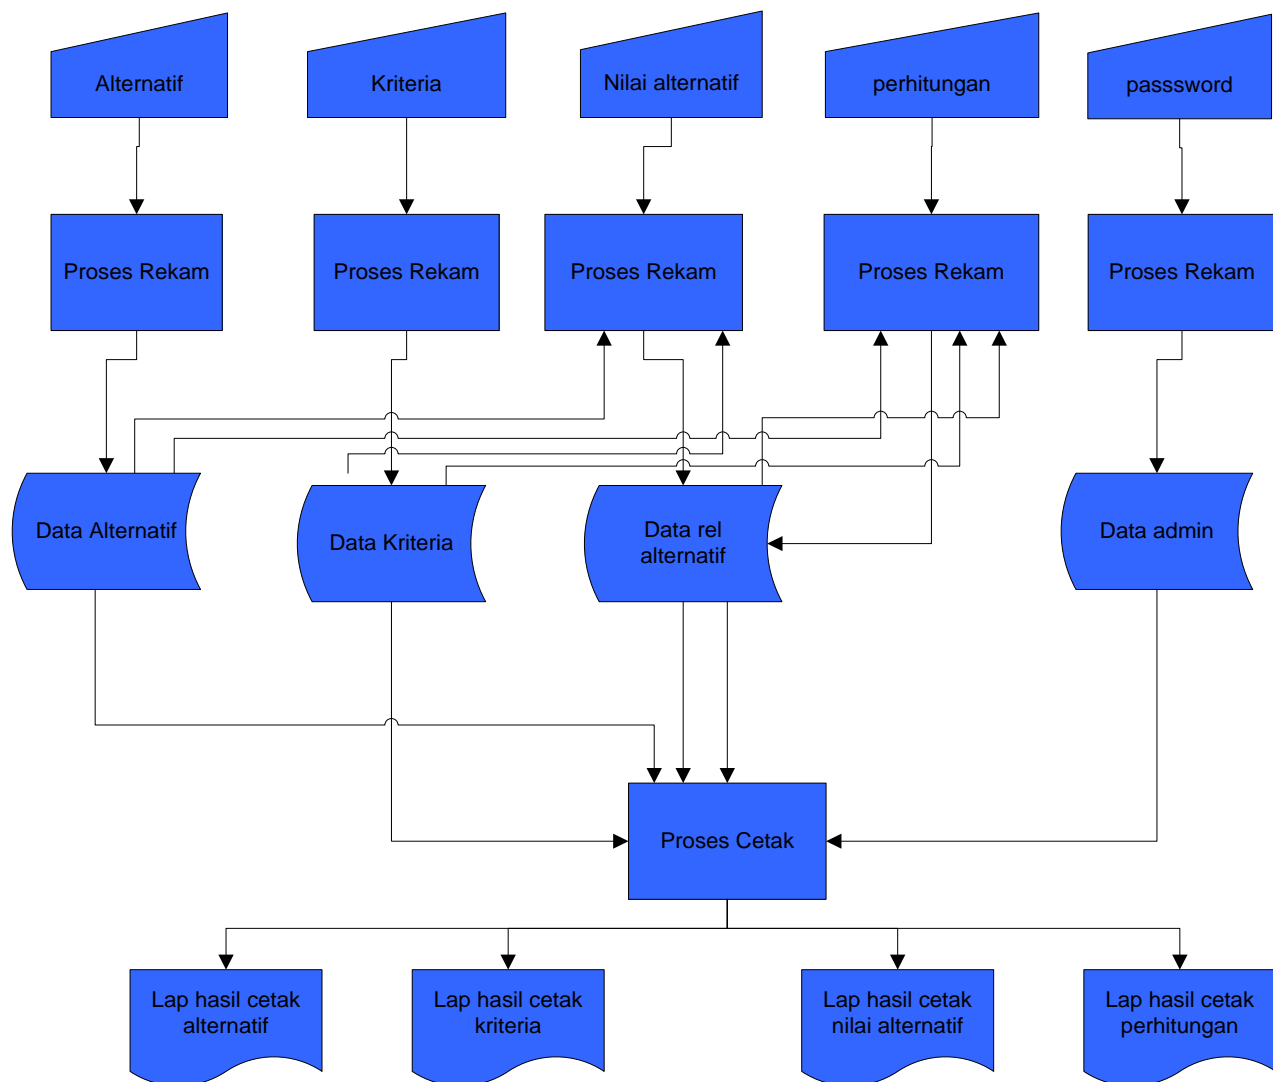 Alternatif
Kriteria
Nilai alternatif
perhitungan
passsword
Proses Rekam
Proses Rekam
Proses Rekam
Proses Rekam
Proses Rekam
Data Alternatif
Data Kriteria
Data rel
alternatif
Data admin
Proses Cetak
Lap hasil cetak
alternatif
Lap hasil cetak
kriteria
Lap hasil cetak
nilai alternatif
Lap hasil cetak
perhitungan